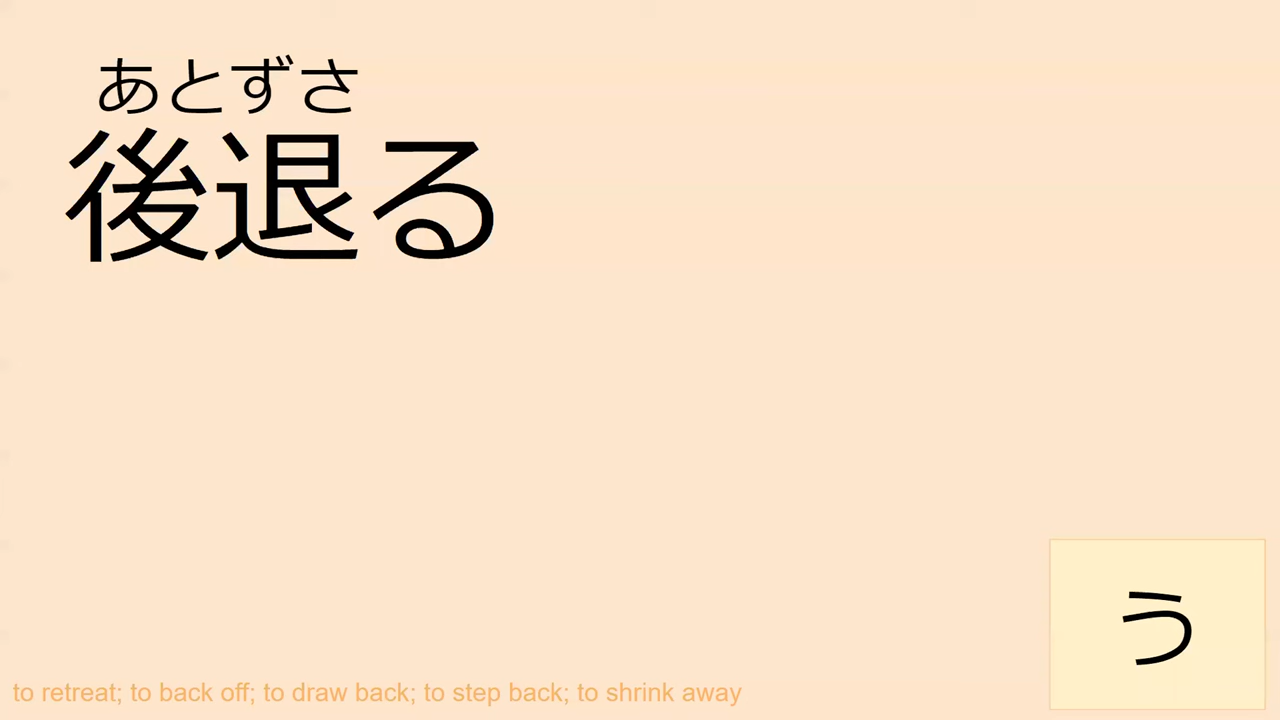 あとずさ
後退る
う
to retreat; to back off; to draw back; to step back; to shrink away